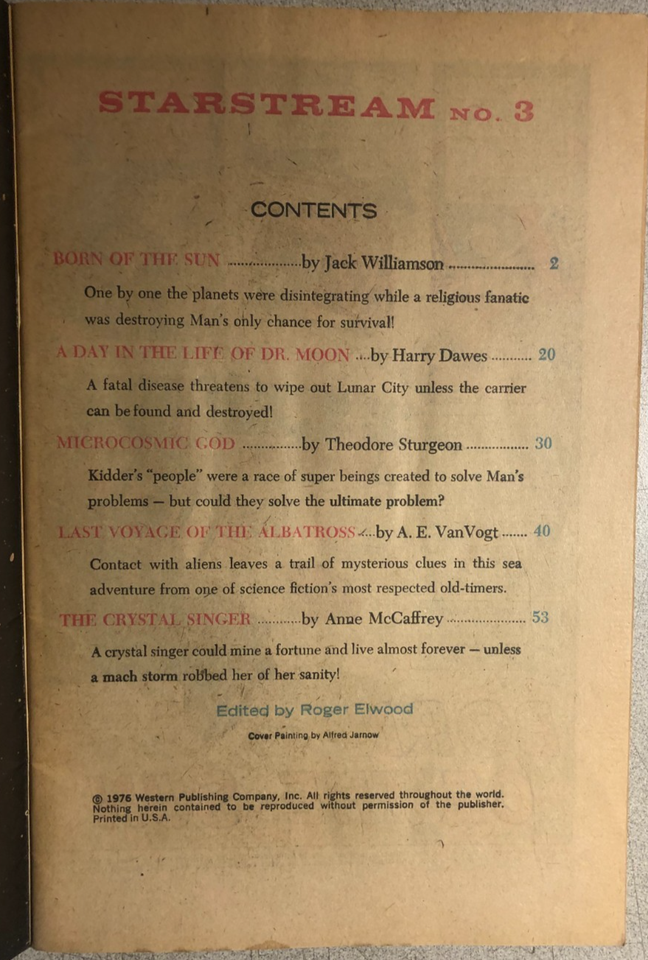 STARSTREAM NO. 3
CONTENTS
BORN OF THE SUN ..................by Jack Williamson ........................ 2
One by one the planets were disintegrating while a religious fanatic
was destroying Man's only chance for survival!
A DAY IN THE LIFE OF DR. MOON ....by Harry Dawes ........... 20
A fatal disease threatens to wipe out Lunar City unless the carrier
can be found and destroyed!
MICROCOSMIC GOD ................by Theodore Sturgeon ................. 30
Kidder's “people” were a race of super beings created to solve Man's
problems — but could they solve the ultimate problem?
LAST VOYAGE OF THE ALBATROSS.....by A. E. VanVogt ....... 40
Contact with aliens leaves a trail of mysterious clues in this sea
adventure from one of science fiction's most respected old-timers.
THE CRYSTAL SINGER ............by Anne McCaffrey ...................... 53
A crystal singer could mine a fortune and live almost forever — unless
a mach storm robbed her of her sanity!
Edited by Roger Elwood
Cover Painting by Alfred Jarnow
© 1976 Western Publishing Company, Inc. All rights reserved throughout the world.
Nothing herein contained to be reproduced without permission of the publisher.
Printed in U.S.A.